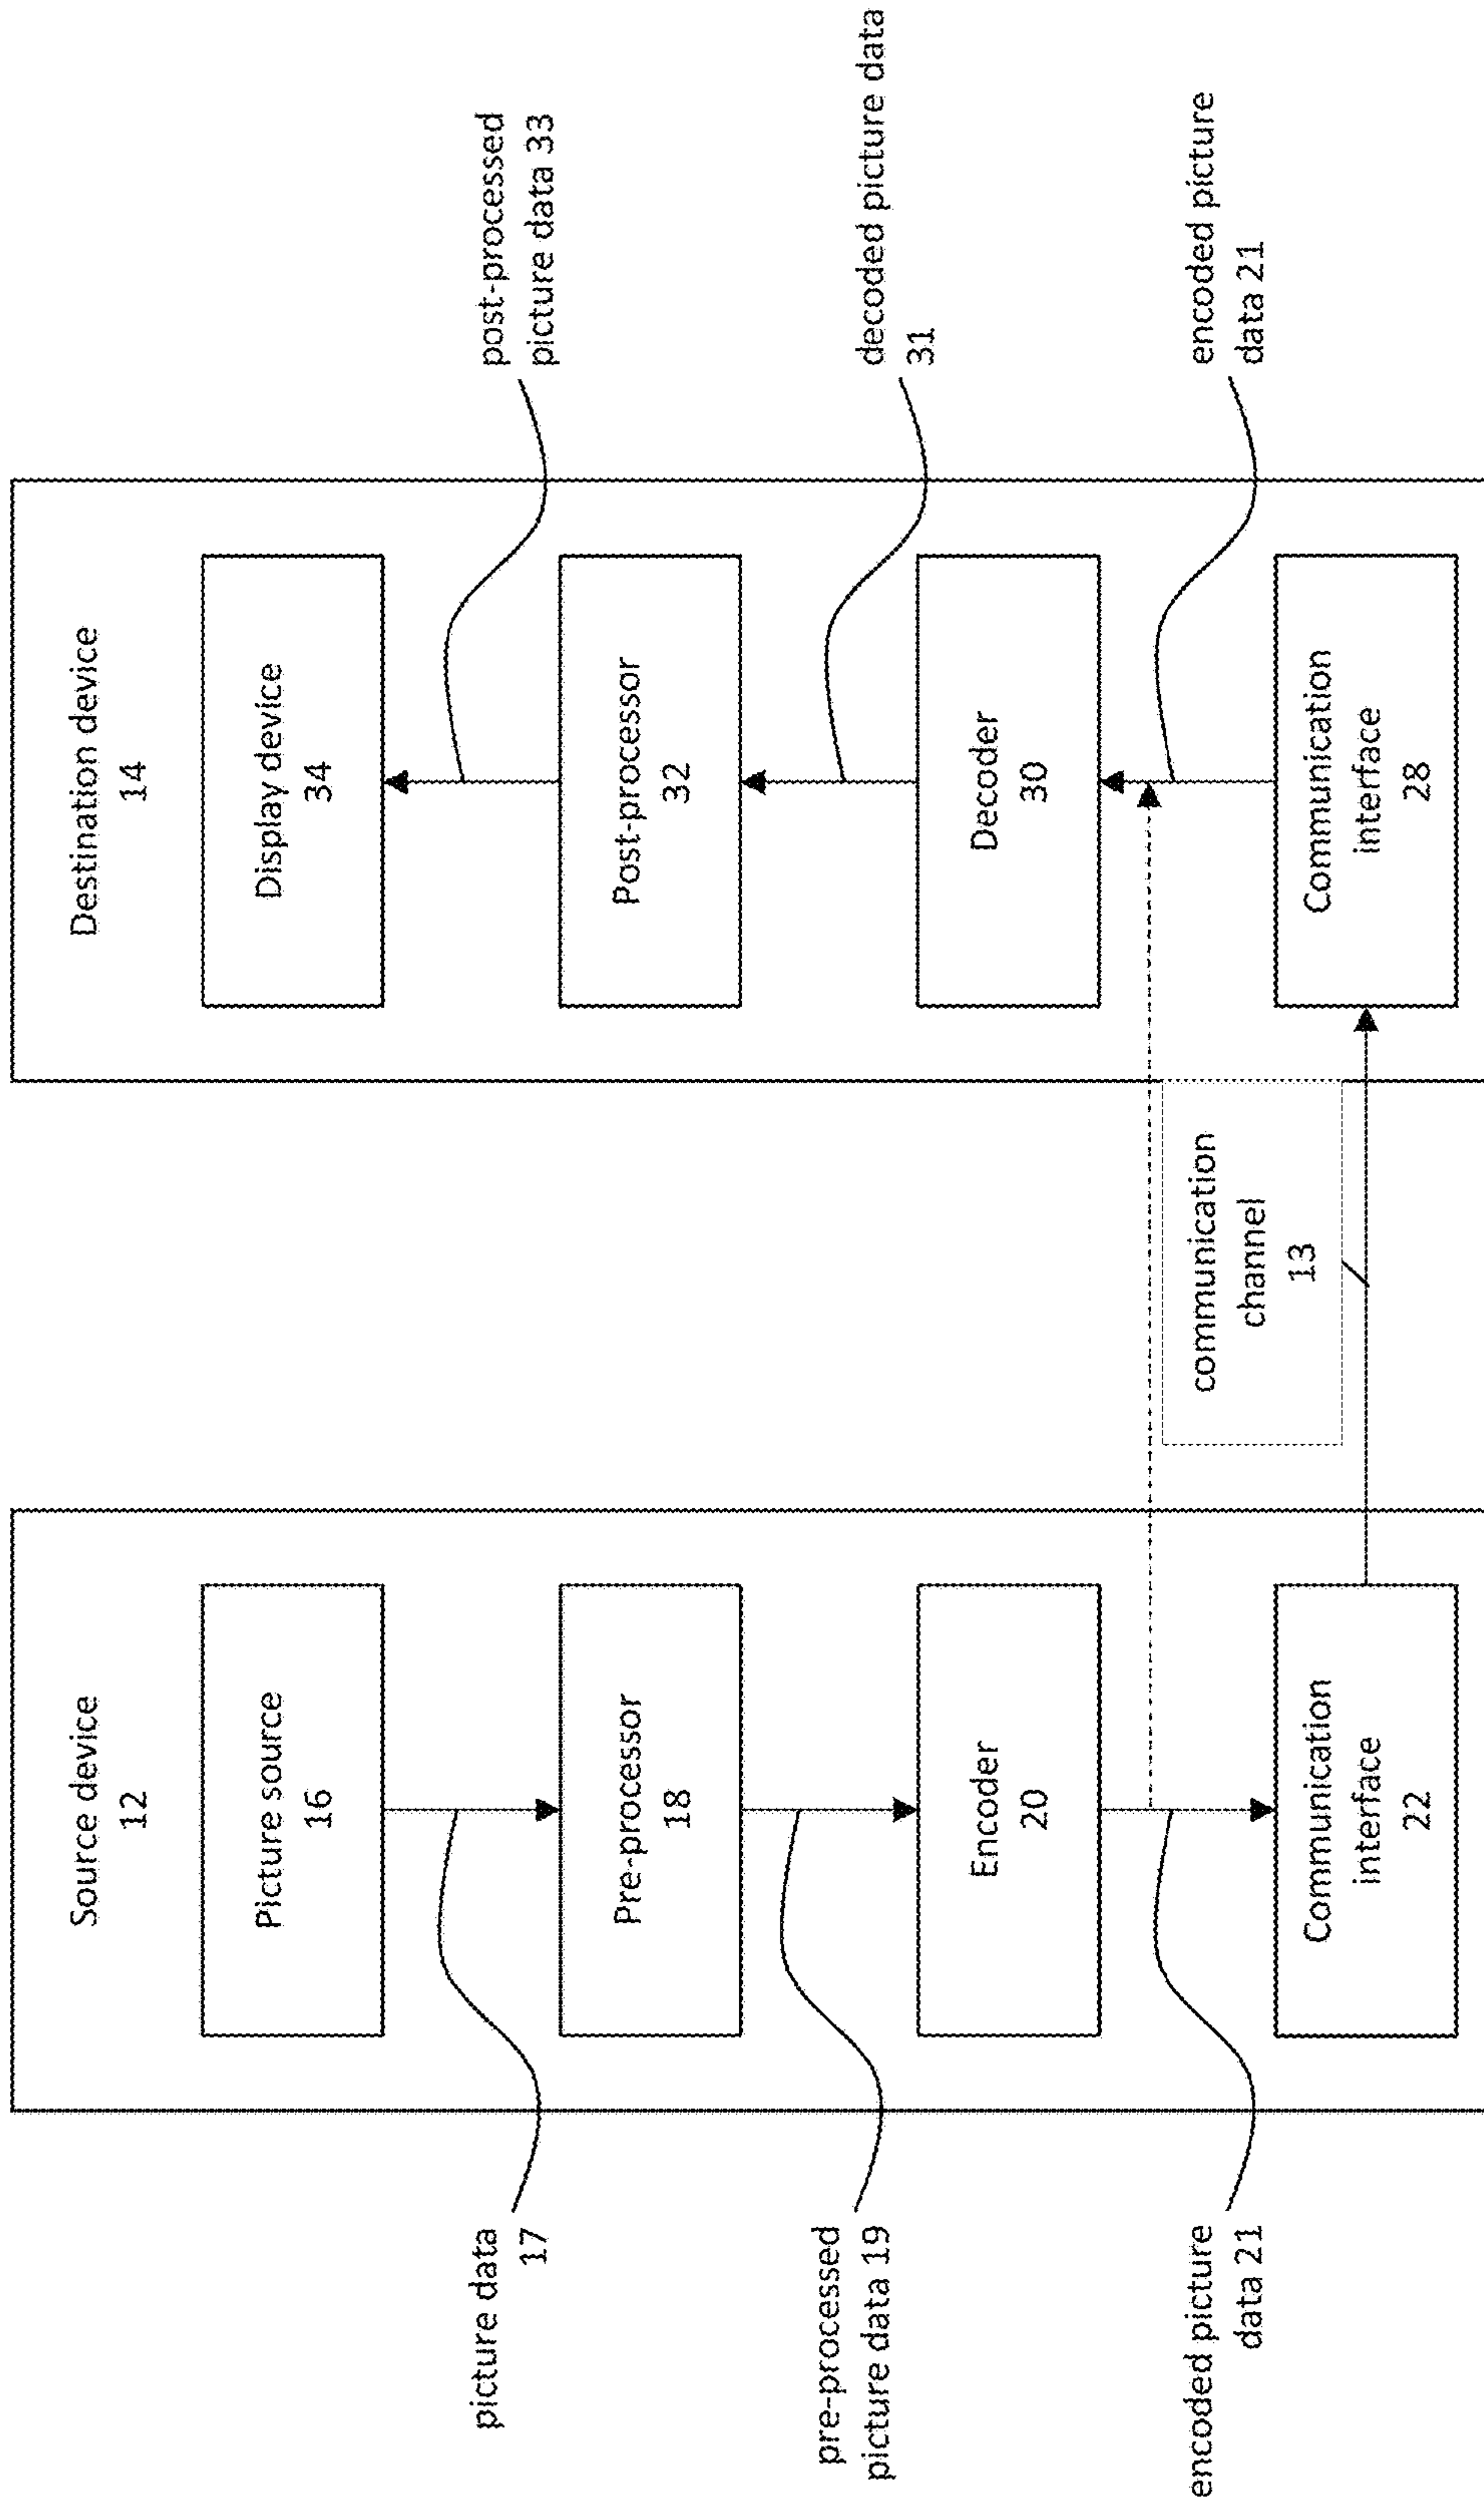 Source device
12
Picture source
16
picture data
17
Pre-processor
18
pre-processed
picture data 19
Encoder
20
encoded picture
data 21
Communication
interface
22
communication
channel
13
Destination device
14
Display device
34
post-processed
picture data 33
Post-processor
32
decoded picture data
31
Decoder
30
encoded picture
data 21
Communication
interface
28